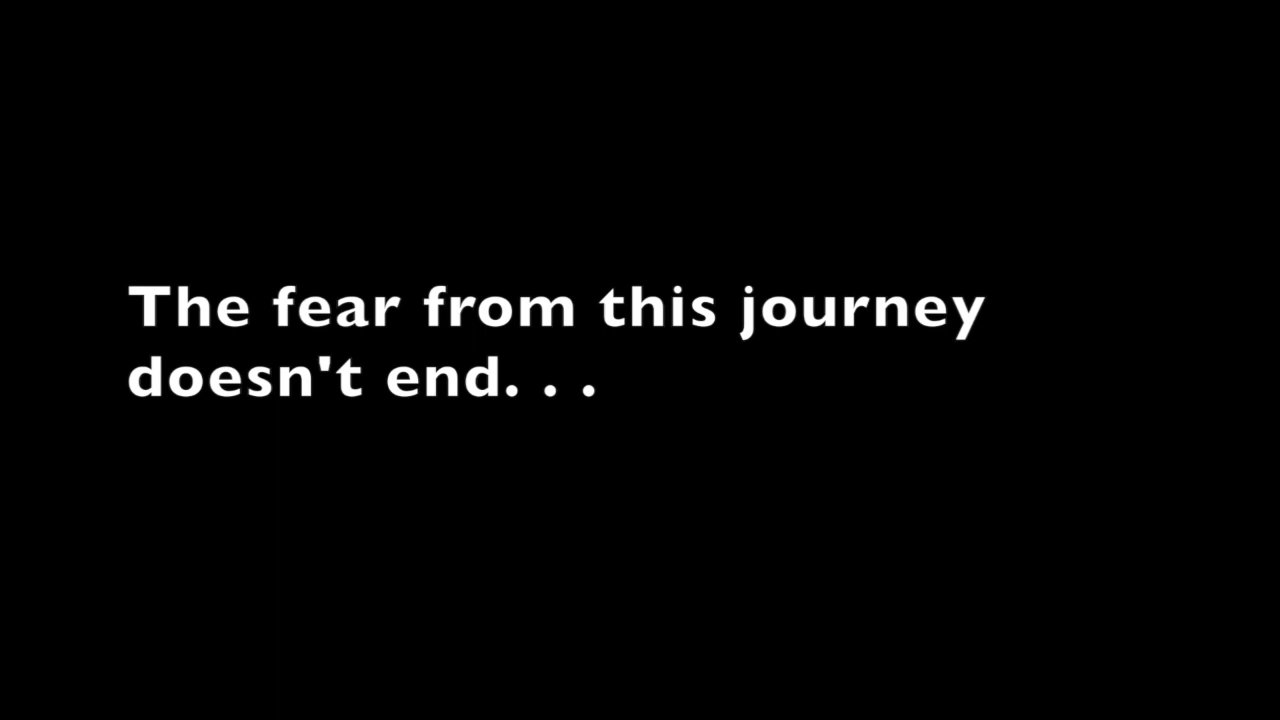 The fear from this journey
doesn't end. . .